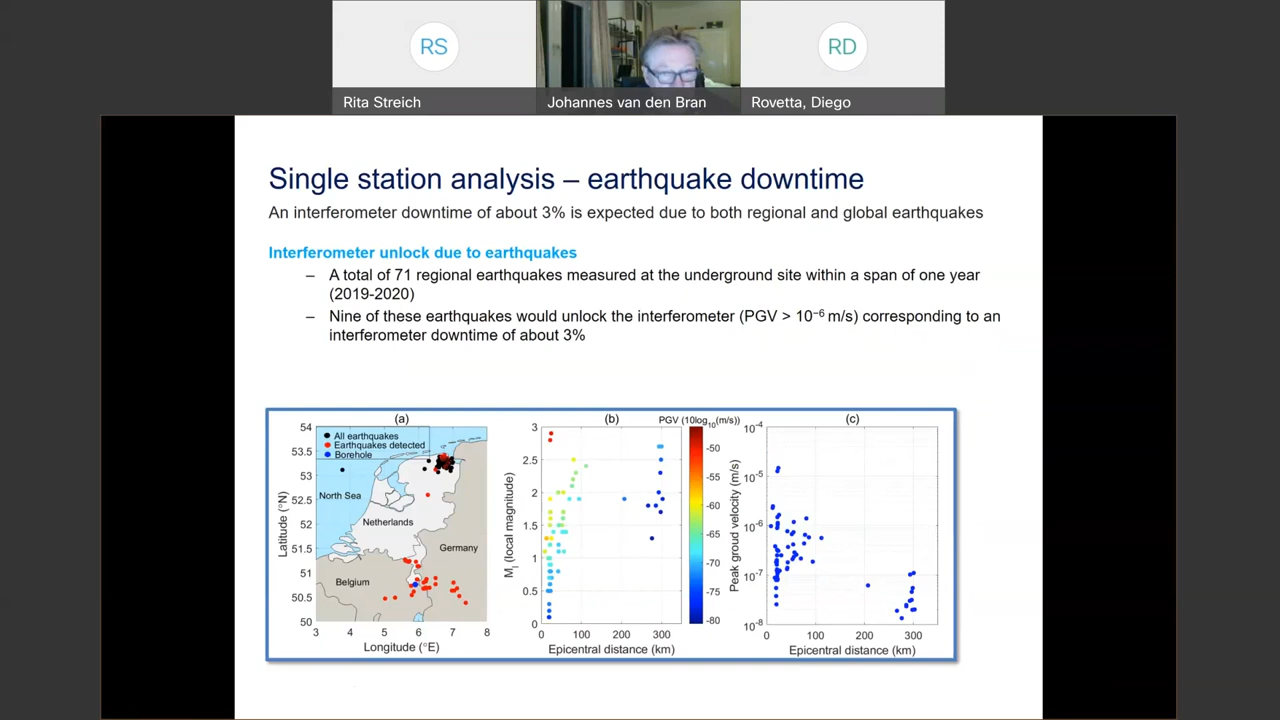 RS
RD
Rita Streich
Johannes van den Bran
Rovetta, Diego
Single station analysis – earthquake downtime
An interferometer downtime of about 3% is expected due to both regional and global earthquakes
Interferometer unlock due to earthquakes
– A total of 71 regional earthquakes measured at the underground site within a span of one year
(2019-2020)
– Nine of these earthquakes would unlock the interferometer (PGV > 10⁻⁶ m/s) corresponding to an
interferometer downtime of about 3%
(a)
54
53.5
53
52.5
52
51.5
51
50.5
50
Latitude (°N)
All earthquakes
Earthquakes detected
Borehole
North Sea
Netherlands
Germany
Belgium
3 4 5 6 7 8
Longitude (°E)
(b)
3
2.5
2
1.5
1
0.5
0
Ml (local magnitude)
0 100 200 300
Epicentral distance (km)
PGV (10log10(m/s))
-50
-55
-60
-65
-70
-75
-80
(c)
10⁻⁴
10⁻⁵
10⁻⁶
10⁻⁷
10⁻⁸
Peak groud velocity (m/s)
0 100 200 300
Epicentral distance (km)